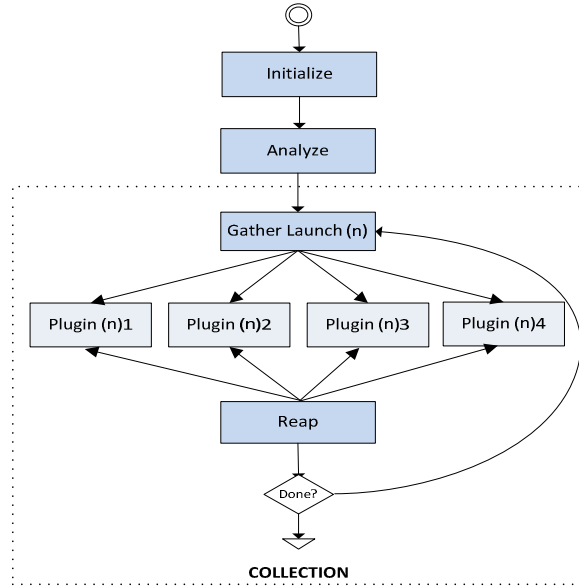 Initialize
Analyze
Gather Launch (n)
Plugin (n)1
Plugin (n)2
Plugin (n)3
Plugin (n)4
Reap
Done?
COLLECTION